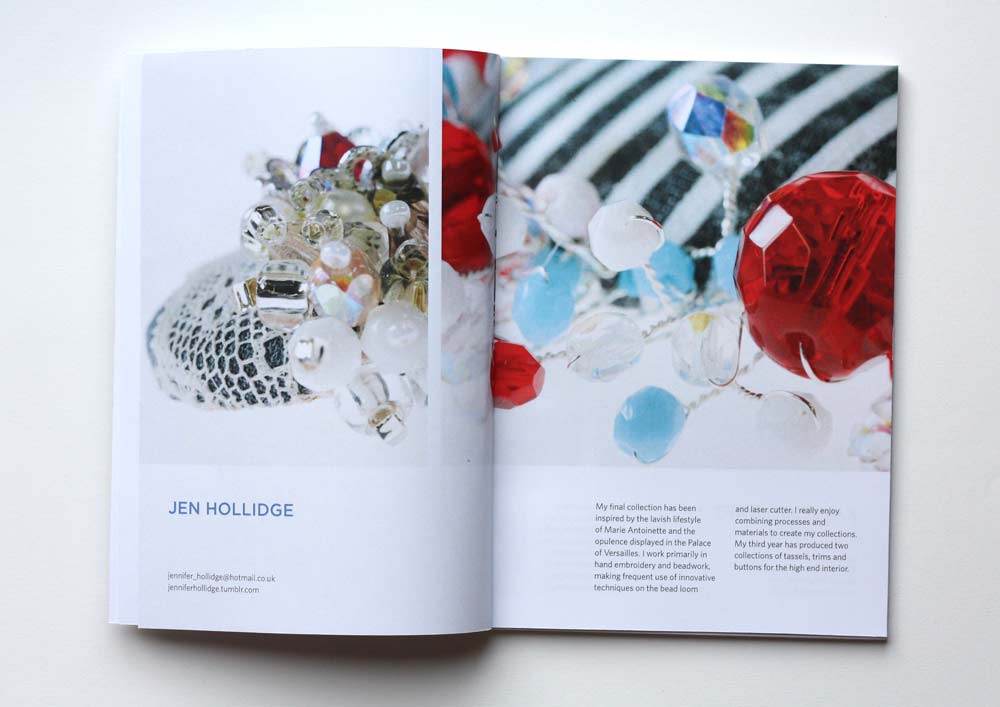 JEN HOLLIDGE
jennifer_hollidge@hotmail.co.uk
jenniferhollidge.tumblr.com
My final collection has been
inspired by the lavish lifestyle
of Marie Antoinette and the
opulence displayed in the Palace
of Versailles. I work primarily in
hand embroidery and beadwork,
making frequent use of innovative
techniques on the bead loom
and laser cutter. I really enjoy
combining processes and
materials to create my collections.
My third year has produced two
collections of tassels, trims and
buttons for the high end interior.